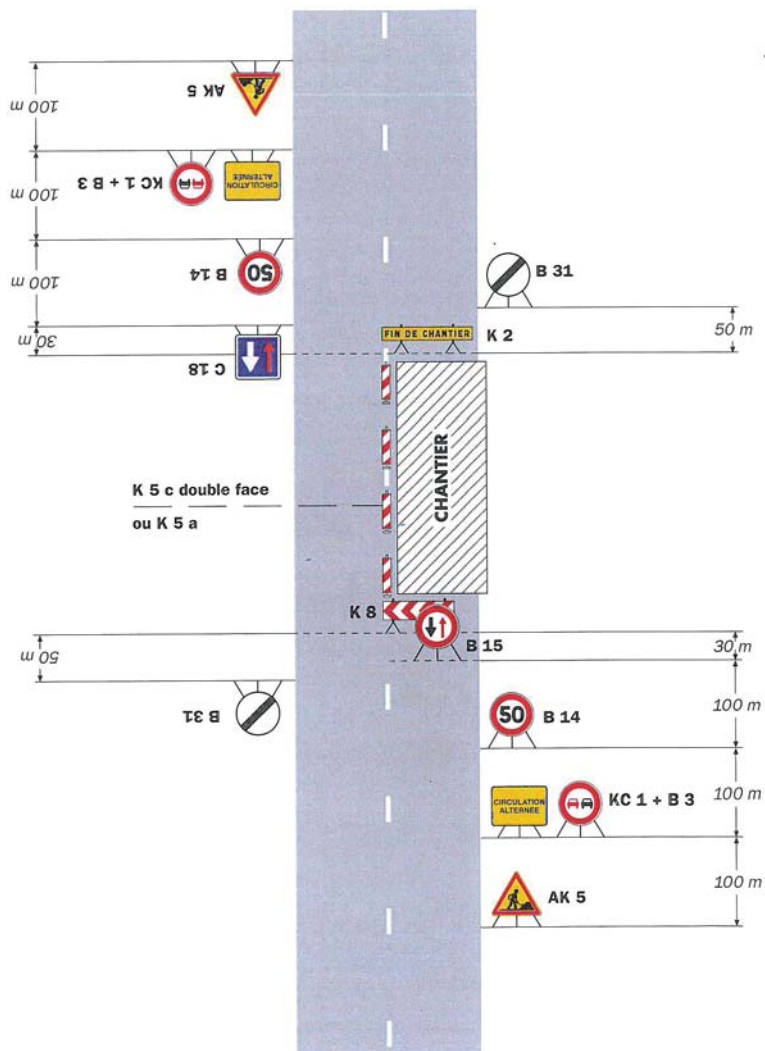 AK 5
100 m
CIRCULATION
ALTERNÉE
KC 1 + B 3
100 m
50
B 14
100 m
B 31
50 m
FIN DE CHANTIER
K 2
30 m
C 18
CHANTIER
K 5 c double face
ou K 5 a
K 8
B 15
30 m
50 m
B 31
50
B 14
100 m
CIRCULATION
ALTERNÉE
KC 1 + B 3
100 m
AK 5
100 m